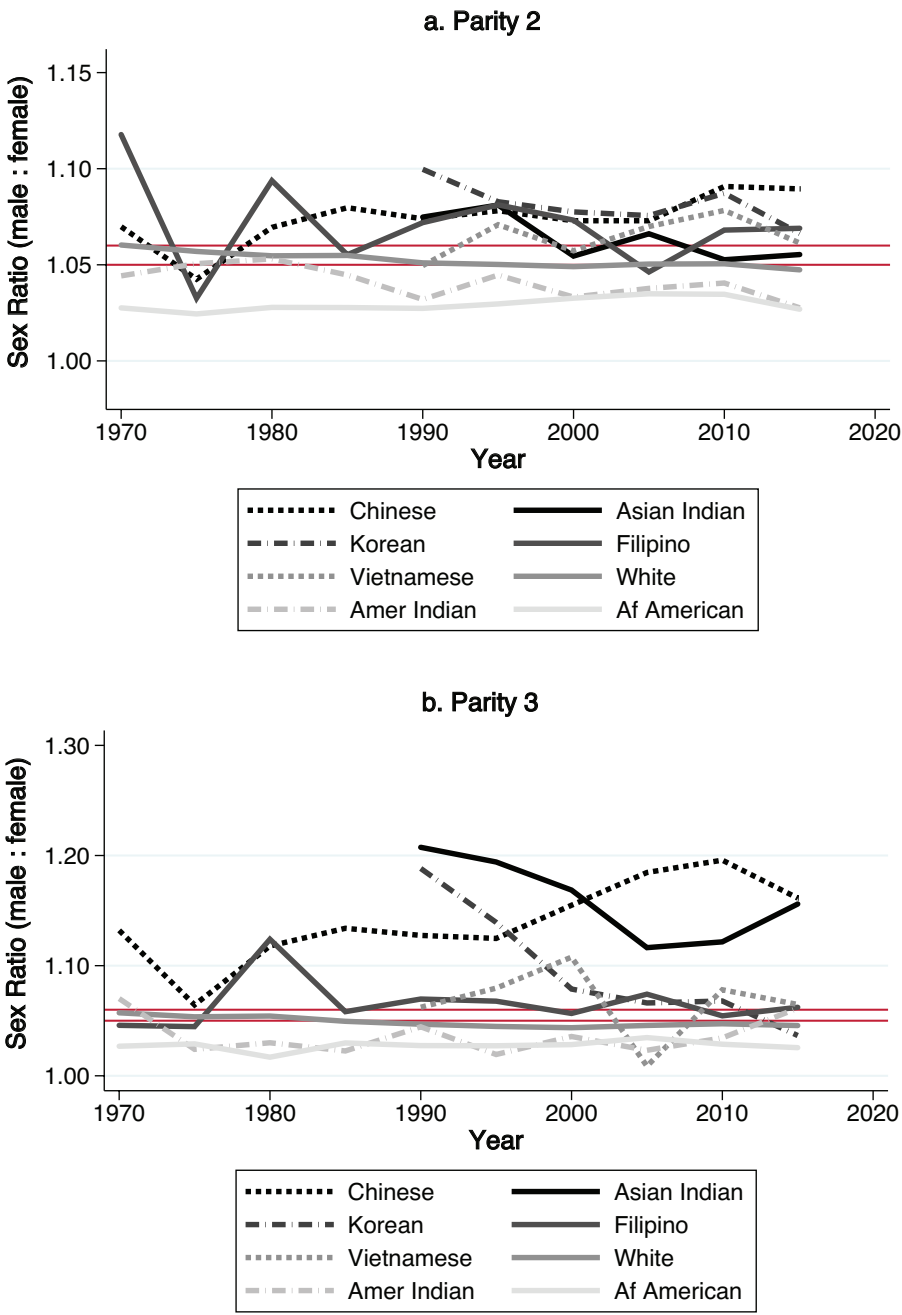 a. Parity 2
Sex Ratio (male : female)
1.15
1.10
1.05
1.00
1970 1980 1990 2000 2010 2020
Year
Chinese Asian Indian
Korean Filipino
Vietnamese White
Amer Indian Af American
b. Parity 3
Sex Ratio (male : female)
1.30
1.20
1.10
1.00
1970 1980 1990 2000 2010 2020
Year
Chinese Asian Indian
Korean Filipino
Vietnamese White
Amer Indian Af American